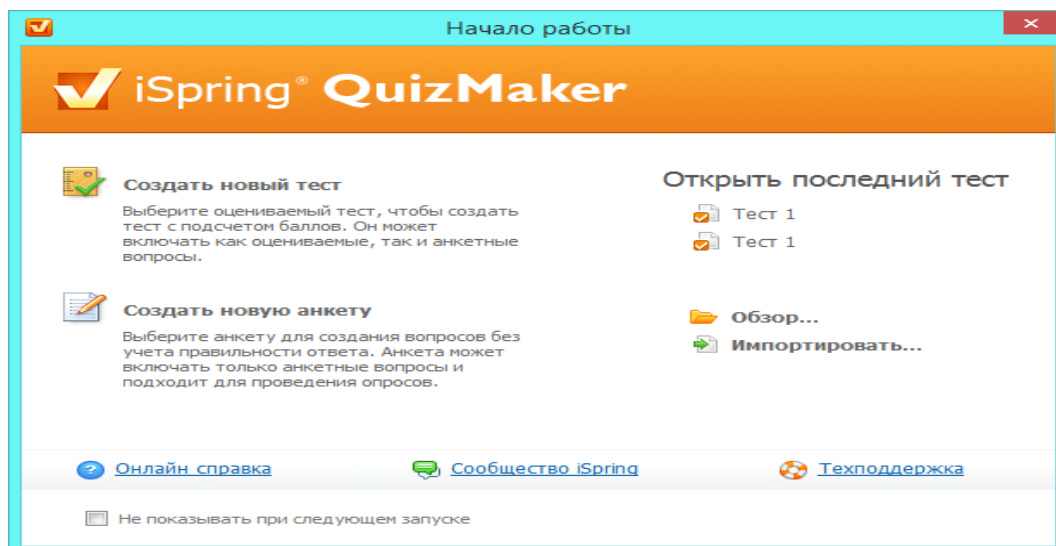 Начало работы
iSpring® QuizMaker
Создать новый тест
Выберите оцениваемый тест, чтобы создать
тест с подсчетом баллов. Он может
включать как оцениваемые, так и анкетные
вопросы.
Создать новую анкету
Выберите анкету для создания вопросов без
учета правильности ответа. Анкета может
включать только анкетные вопросы и
подходит для проведения опросов.
Открыть последний тест
Тест 1
Тест 1
Обзор...
Импортировать...
Онлайн справка
Сообщество iSpring
Техподдержка
Не показывать при следующем запуске